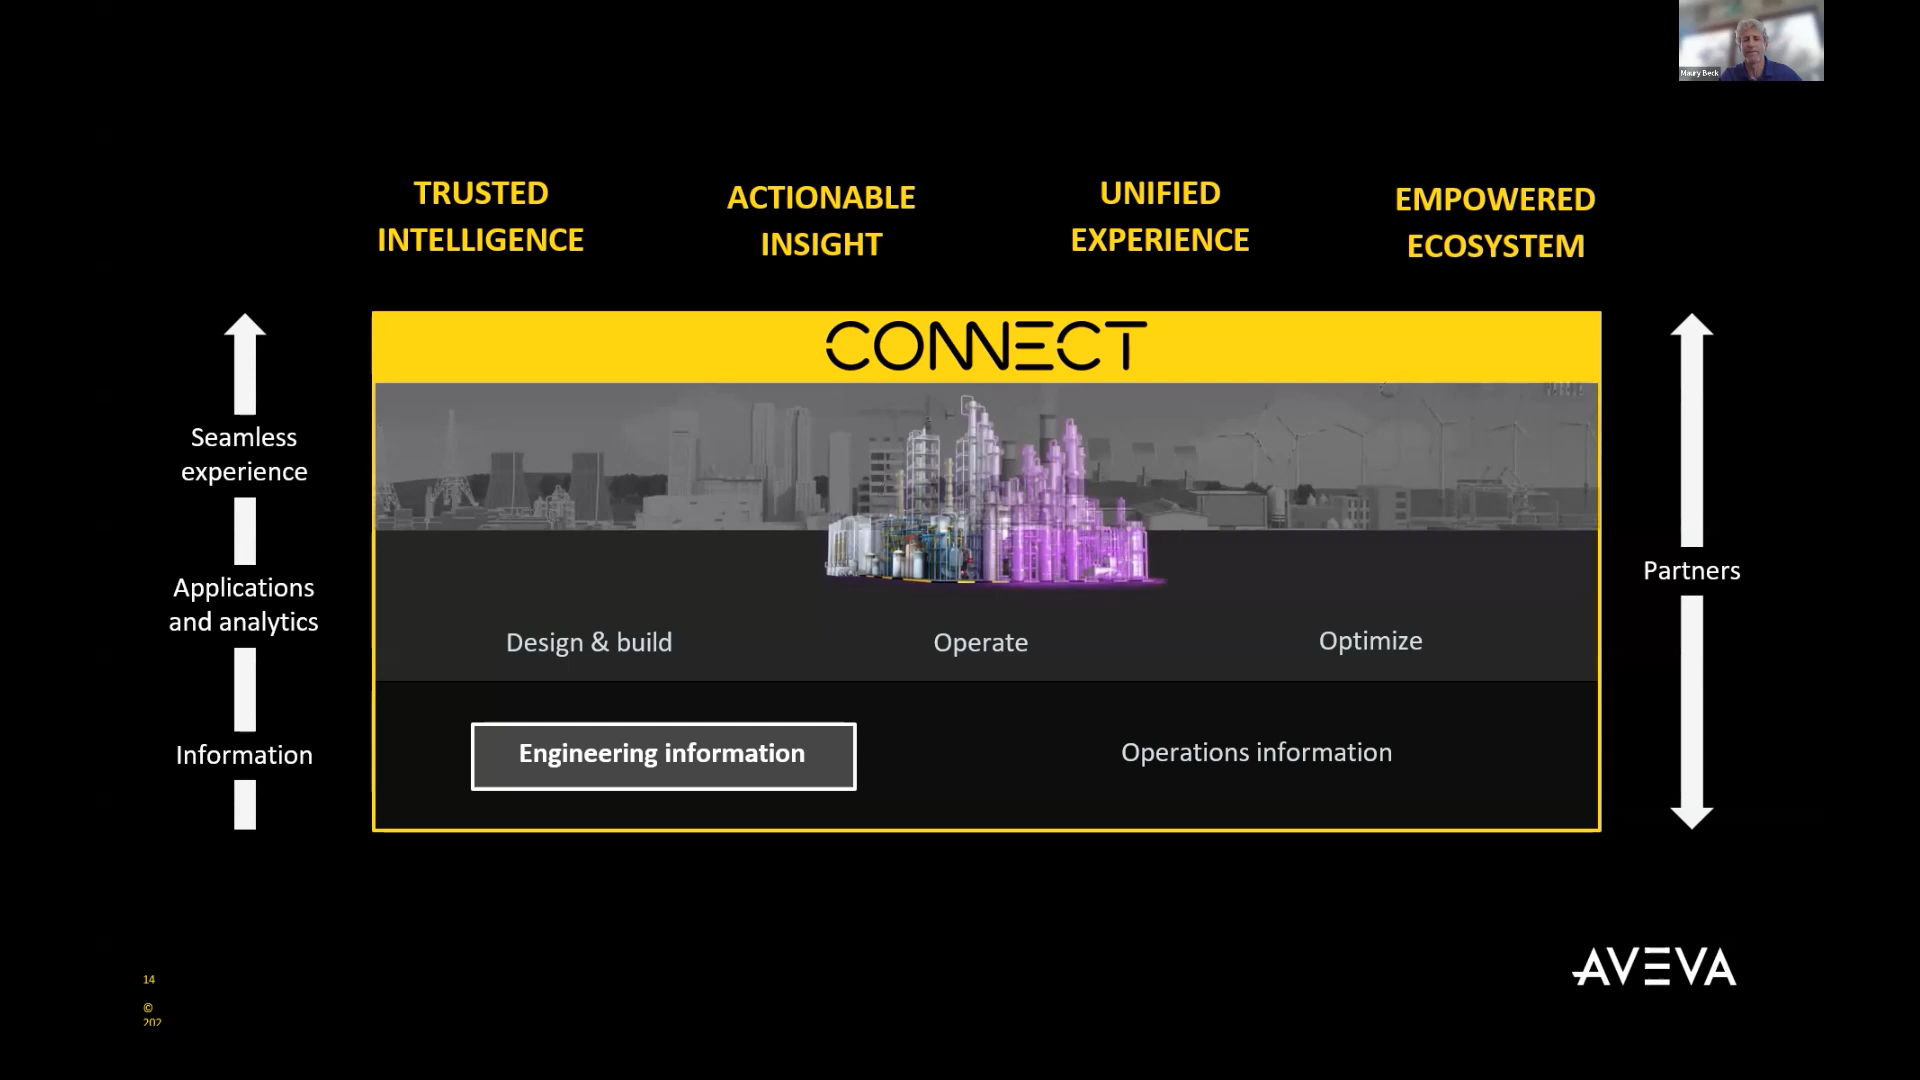 Maury Beck
TRUSTED
INTELLIGENCE
ACTIONABLE
INSIGHT
UNIFIED
EXPERIENCE
EMPOWERED
ECOSYSTEM
CONNECT
Seamless
experience
Applications
and analytics
Information
Design & build
Operate
Optimize
Engineering information
Operations information
Partners
14
©
202
AVEVA